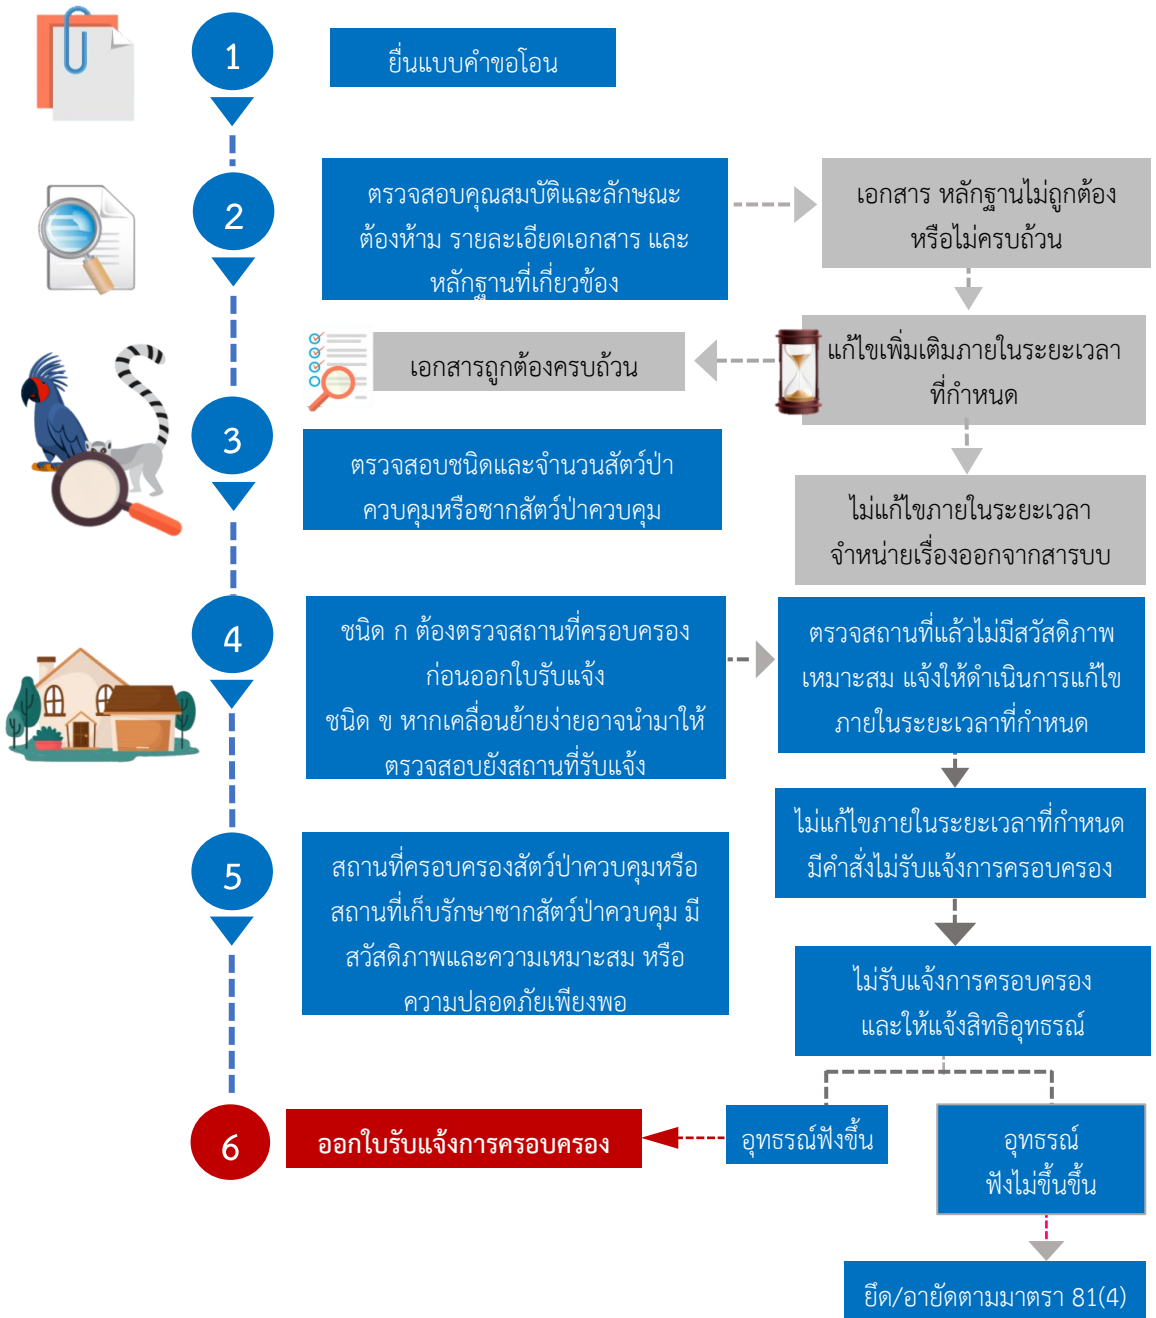 1
ยื่นแบบคำขอโอน
2
ตรวจสอบคุณสมบัติและลักษณะ
ต้องห้าม รายละเอียดเอกสาร และ
หลักฐานที่เกี่ยวข้อง
เอกสาร หลักฐานไม่ถูกต้อง
หรือไม่ครบถ้วน
แก้ไขเพิ่มเติมภายในระยะเวลา
ที่กำหนด
เอกสารถูกต้องครบถ้วน
ไม่แก้ไขภายในระยะเวลา
จำหน่ายเรื่องออกจากสารบบ
3
ตรวจสอบชนิดและจำนวนสัตว์ป่า
ควบคุมหรือซากสัตว์ป่าควบคุม
4
ชนิด ก ต้องตรวจสถานที่ครอบครอง
ก่อนออกใบรับแจ้ง
ชนิด ข หากเคลื่อนย้ายง่ายอาจนำมาให้
ตรวจสอบยังสถานที่รับแจ้ง
ตรวจสถานที่แล้วไม่มีสวัสดิภาพ
เหมาะสม แจ้งให้ดำเนินการแก้ไข
ภายในระยะเวลาที่กำหนด
ไม่แก้ไขภายในระยะเวลาที่กำหนด
มีคำสั่งไม่รับแจ้งการครอบครอง
5
สถานที่ครอบครองสัตว์ป่าควบคุมหรือ
สถานที่เก็บรักษาซากสัตว์ป่าควบคุม มี
สวัสดิภาพและความเหมาะสม หรือ
ความปลอดภัยเพียงพอ
ไม่รับแจ้งการครอบครอง
และให้แจ้งสิทธิอุทธรณ์
6
ออกใบรับแจ้งการครอบครอง
อุทธรณ์ฟังขึ้น
อุทธรณ์
ฟังไม่ขึ้นขึ้น
ยึด/อายัดตามมาตรา 81(4)